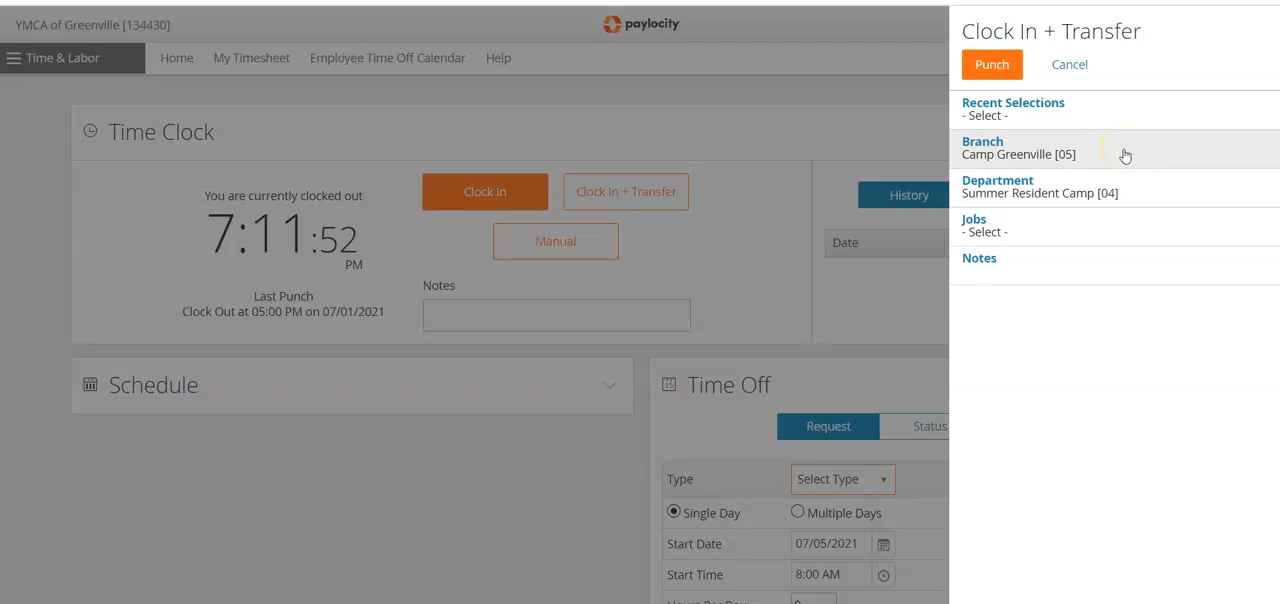 YMCA of Greenville [134430]
paylocity
Time & Labor
Home
My Timesheet
Employee Time Off Calendar
Help
Time Clock
You are currently clocked out
7:11:52
PM
Last Punch
Clock Out at 05:00 PM on 07/01/2021
Clock In
Clock In + Transfer
Manual
Notes
History
Date
Schedule
Time Off
Request
Status
Type
Select Type
Single Day
Multiple Days
Start Date
07/05/2021
Start Time
8:00 AM
Hours Per Day
Clock In + Transfer
Punch
Cancel
Recent Selections
- Select -
Branch
Camp Greenville [05]
Department
Summer Resident Camp [04]
Jobs
- Select -
Notes